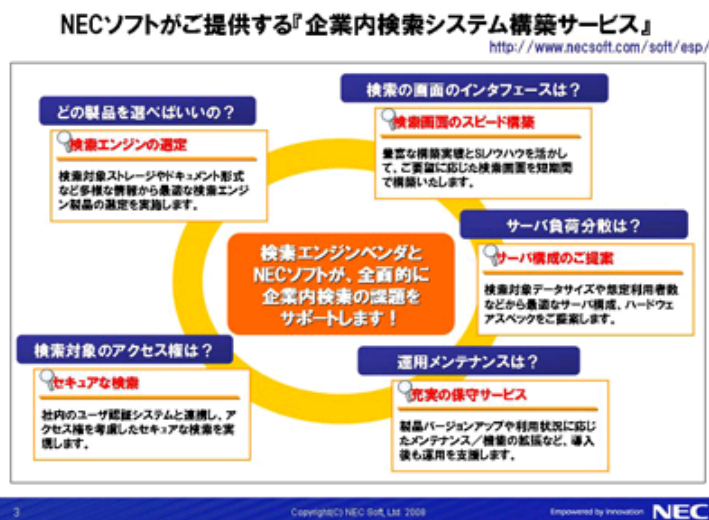 NECソフトがご提供する『企業内検索システム構築サービス』
http://www.necsoft.com/soft/esp/
どの製品を選べばいいの？
検索エンジンの選定
検索対象ストレージやドキュメント形式
など多様な情報から最適な検索エンジ
ン製品の選定を実施します。
検索の画面のインタフェースは？
検索画面のスピード構築
豊富な構築実績とSIノウハウを活かし
て、ご要望に応じた検索画面を短期間
で構築いたします。
サーバ負荷分散は？
サーバ構成のご提案
検索対象データサイズや想定利用者数
などから最適なサーバ構成、ハードウェ
アスペックをご提案します。
検索エンジンベンダと
NECソフトが、全面的に
企業内検索の課題を
サポートします！
検索対象のアクセス権は？
セキュアな検索
社内のユーザ認証システムと連携し、ア
クセス権を考慮したセキュアな検索を実
現します。
運用メンテナンスは？
充実の保守サービス
製品バージョンアップや利用状況に応じ
たメンテナンス／機能の拡張など、導入
後も運用を支援します。
3
Copyright(C) NEC Soft, Ltd. 2008
Empowered by Innovation
NEC